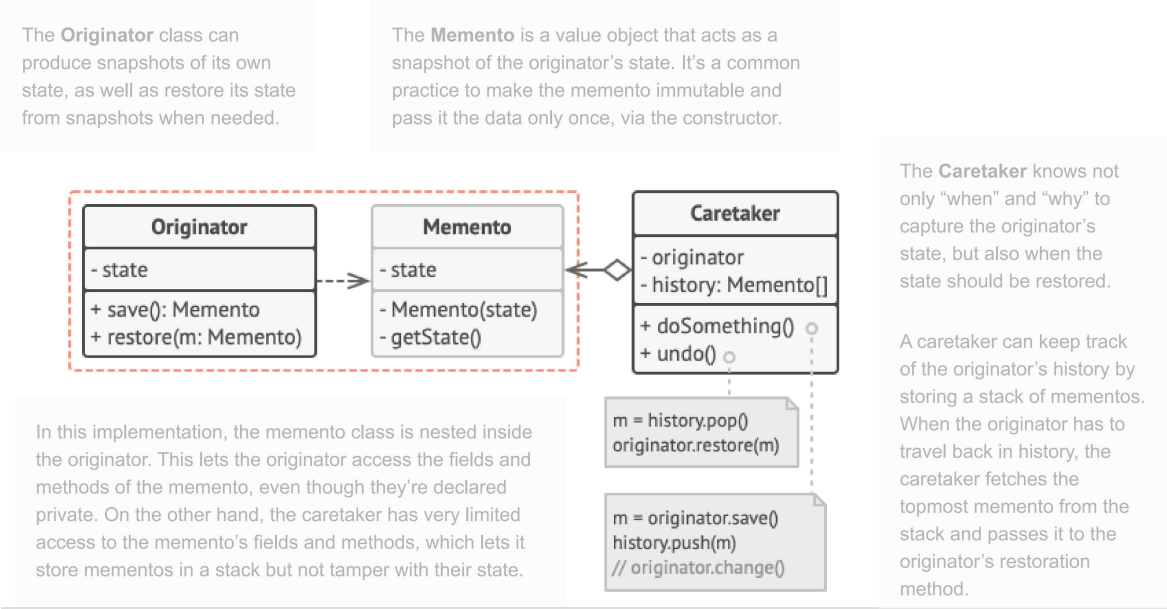 The Originator class can
produce snapshots of its own
state, as well as restore its state
from snapshots when needed.
The Memento is a value object that acts as a
snapshot of the originator’s state. It’s a common
practice to make the memento immutable and
pass it the data only once, via the constructor.
The Caretaker knows not
only “when” and “why” to
capture the originator’s
state, but also when the
state should be restored.
A caretaker can keep track
of the originator’s history by
storing a stack of mementos.
When the originator has to
travel back in history, the
caretaker fetches the
topmost memento from the
stack and passes it to the
originator’s restoration
method.
Originator
- state
+ save(): Memento
+ restore(m: Memento)
Memento
- state
- Memento(state)
- getState()
Caretaker
- originator
- history: Memento[]
+ doSomething()
+ undo()
m = history.pop()
originator.restore(m)
m = originator.save()
history.push(m)
// originator.change()
In this implementation, the memento class is nested inside
the originator. This lets the originator access the fields and
methods of the memento, even though they’re declared
private. On the other hand, the caretaker has very limited
access to the memento’s fields and methods, which lets it
store mementos in a stack but not tamper with their state.